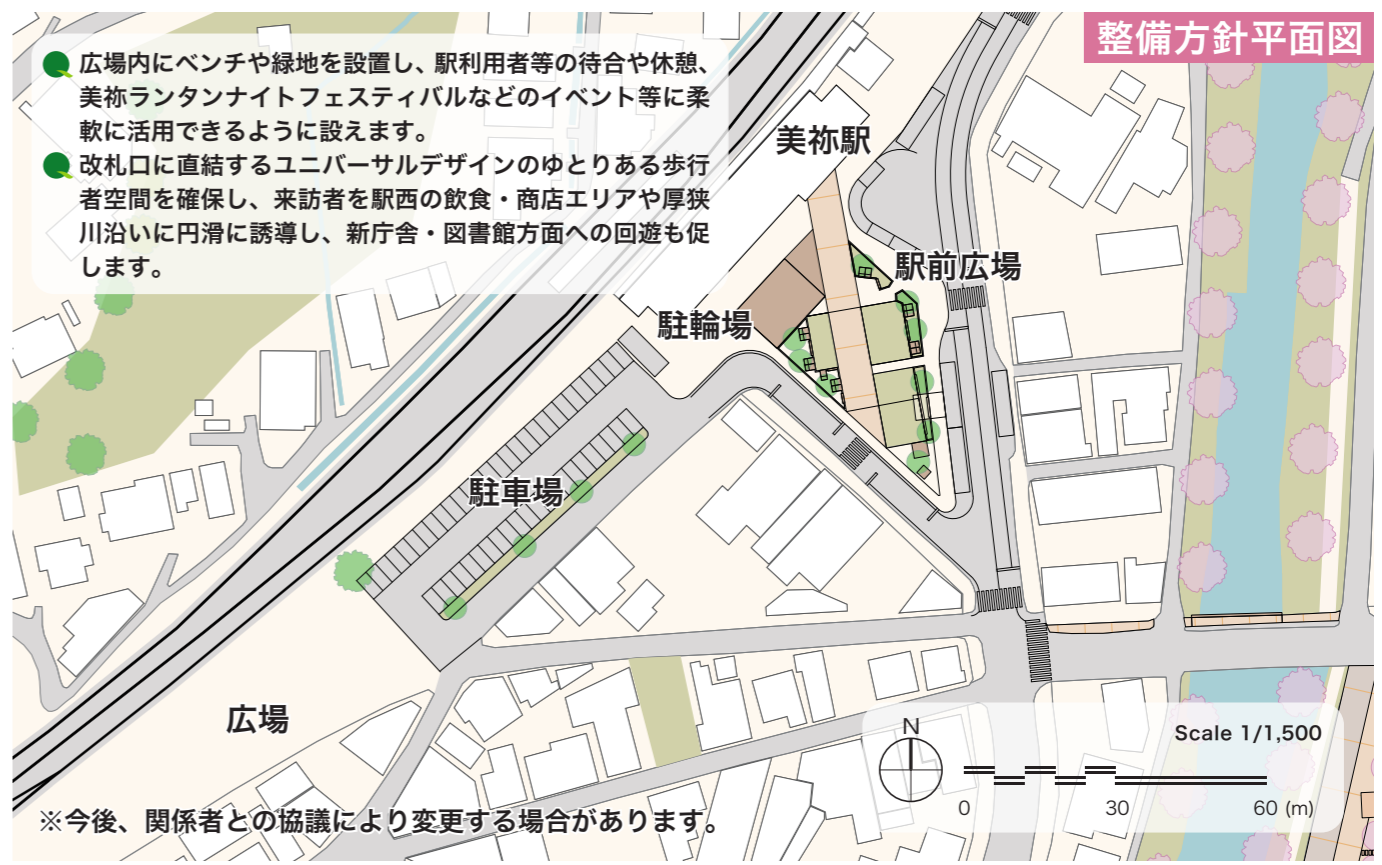 整備方針平面図
広場内にベンチや緑地を設置し、駅利用者等の待合や休憩、
美祢ランタンナイトフェスティバルなどのイベント等に柔
軟に活用できるように設えます。
改札口に直結するユニバーサルデザインのゆとりある歩行
者空間を確保し、来訪者を駅西の飲食・商店エリアや厚狭
川沿いに円滑に誘導し、新庁舎・図書館方面への回遊も促
します。
美祢駅
駅前広場
駐輪場
駐車場
広場
N
Scale 1/1,500
0 30 60 (m)
※今後、関係者との協議により変更する場合があります。